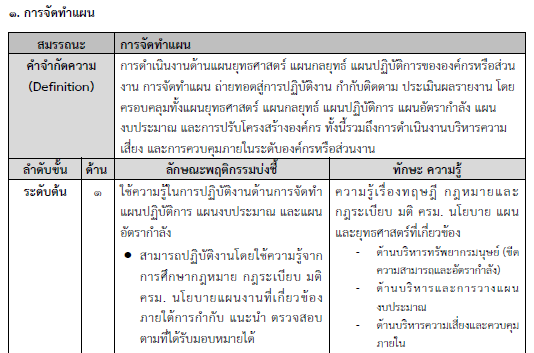 ๑. การจัดทำแผน
สมรรถนะ การจัดทำแผน
คำจำกัดความ (Definition)
การดำเนินงานด้านแผนยุทธศาสตร์ แผนกลยุทธ์ แผนปฏิบัติการขององค์กรหรือส่วน
งาน การจัดทำแผน ถ่ายทอดสู่การปฏิบัติงาน กำกับติดตาม ประเมินผลรายงาน โดย
ครอบคลุมทั้งแผนยุทธศาสตร์ แผนกลยุทธ์ แผนปฏิบัติการ แผนอัตรากำลัง แผน
งบประมาณ และการปรับโครงสร้างองค์กร ทั้งนี้รวมถึงการดำเนินงานบริหารความ
เสี่ยง และการควบคุมภายในระดับองค์กรหรือส่วนงาน
ลำดับขั้น ด้าน ลักษณะพฤติกรรมบ่งชี้ ทักษะ ความรู้
ระดับต้น ๑
ใช้ความรู้ในการปฏิบัติงานด้านการจัดทำ
แผนปฏิบัติการ แผนงบประมาณ และแผน
อัตรากำลัง
● สามารถปฏิบัติงานโดยใช้ความรู้จาก
การศึกษากฎหมาย กฎระเบียบ มติ
ครม. นโยบายแผนงานที่เกี่ยวข้อง
ภายใต้การกำกับ แนะนำ ตรวจสอบ
ตามที่ได้รับมอบหมายได้
ความรู้เรื่องทฤษฎี กฎหมายและ
กฎระเบียบ มติ ครม. นโยบาย แผน
และยุทธศาสตร์ที่เกี่ยวข้อง
- ด้านบริหารทรัพยากรมนุษย์ (ขีด
ความสามารถและอัตรากำลัง)
- ด้านบริหารและการวางแผน
งบประมาณ
- ด้านบริหารความเสี่ยงและควบคุม
ภายใน